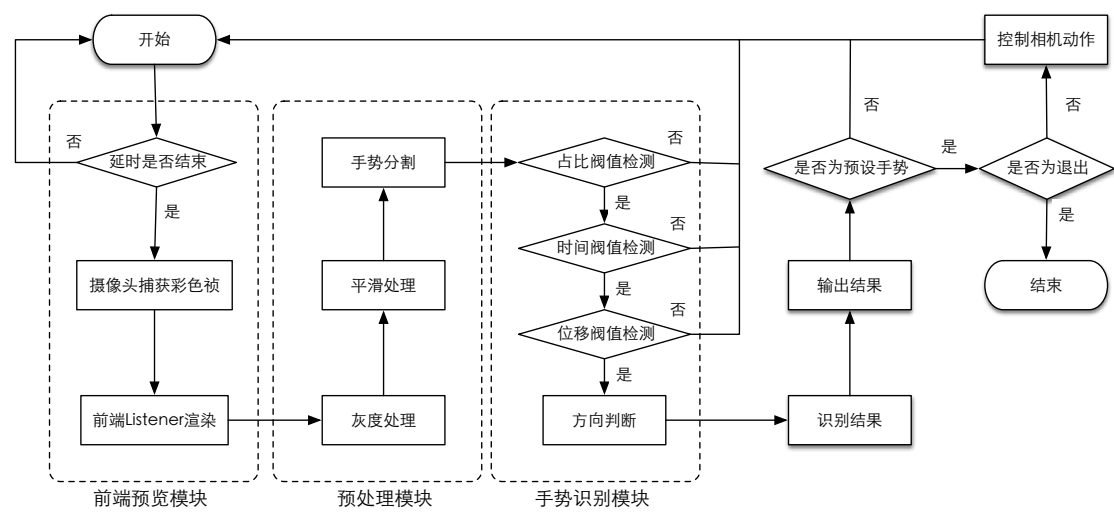 开始
控制相机动作
否
延时是否结束
是
摄像头捕获彩色祯
前端Listener渲染
前端预览模块
手势分割
平滑处理
灰度处理
预处理模块
占比阀值检测
否
是
时间阀值检测
否
是
位移阀值检测
否
是
方向判断
手势识别模块
否
是否为预设手势
是
输出结果
识别结果
否
是否为退出
是
结束